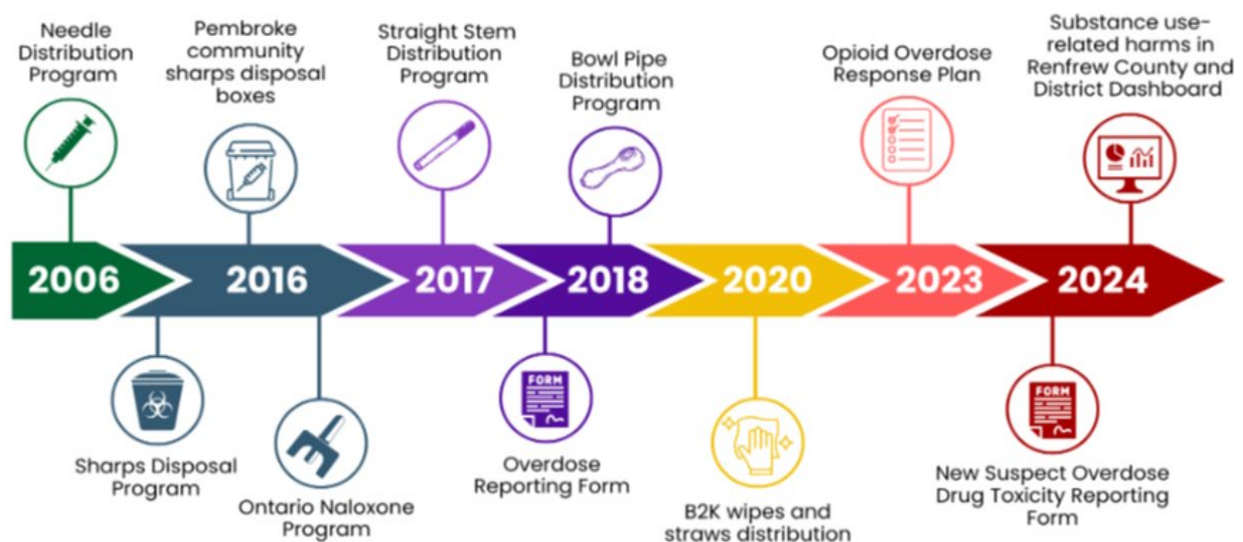 Needle
Distribution
Program
Pembroke
community
sharps disposal
boxes
Straight Stem
Distribution
Program
Bowl Pipe
Distribution
Program
Opioid Overdose
Response Plan
Substance use-
related harms in
Renfrew County and
District Dashboard
2006
2016
2017
2018
2020
2023
2024
Sharps Disposal
Program
Ontario Naloxone
Program
FORM
Overdose
Reporting Form
B2K wipes and
straws distribution
FORM
New Suspect Overdose
Drug Toxicity Reporting
Form